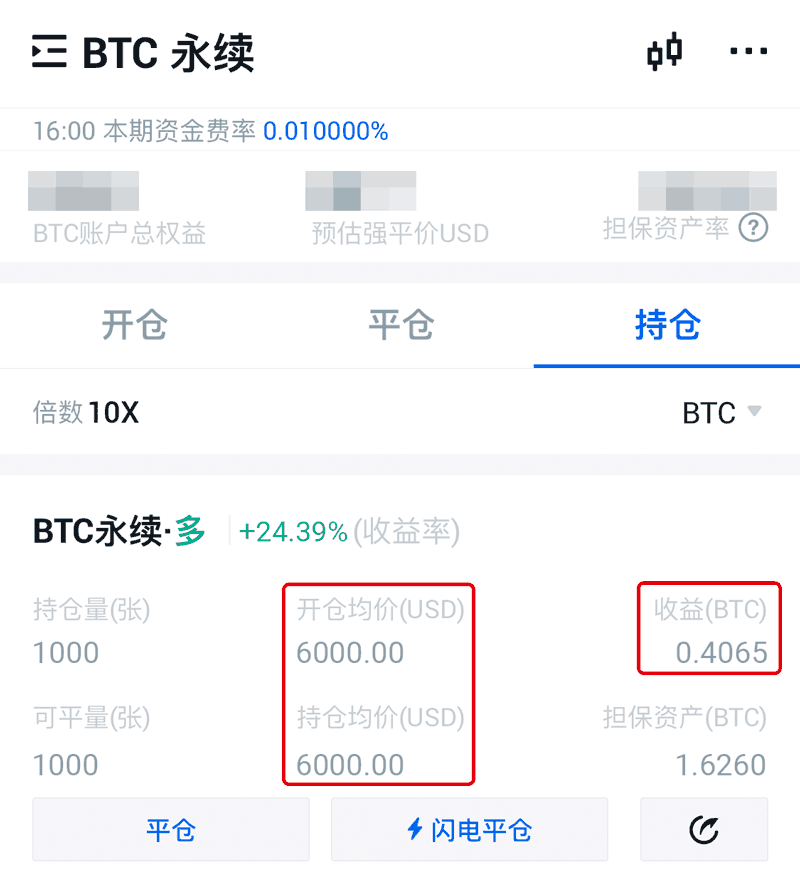 BTC 永续
16:00 本期资金费率 0.010000%
BTC账户总权益 预估强平价USD 担保资产率 ?
开仓 平仓 持仓
倍数 10X BTC
BTC永续·多 +24.39% (收益率)
持仓量(张) 开仓均价(USD) 收益(BTC)
1000 6000.00 0.4065
可平量(张) 持仓均价(USD) 担保资产(BTC)
1000 6000.00 1.6260
平仓 闪电平仓